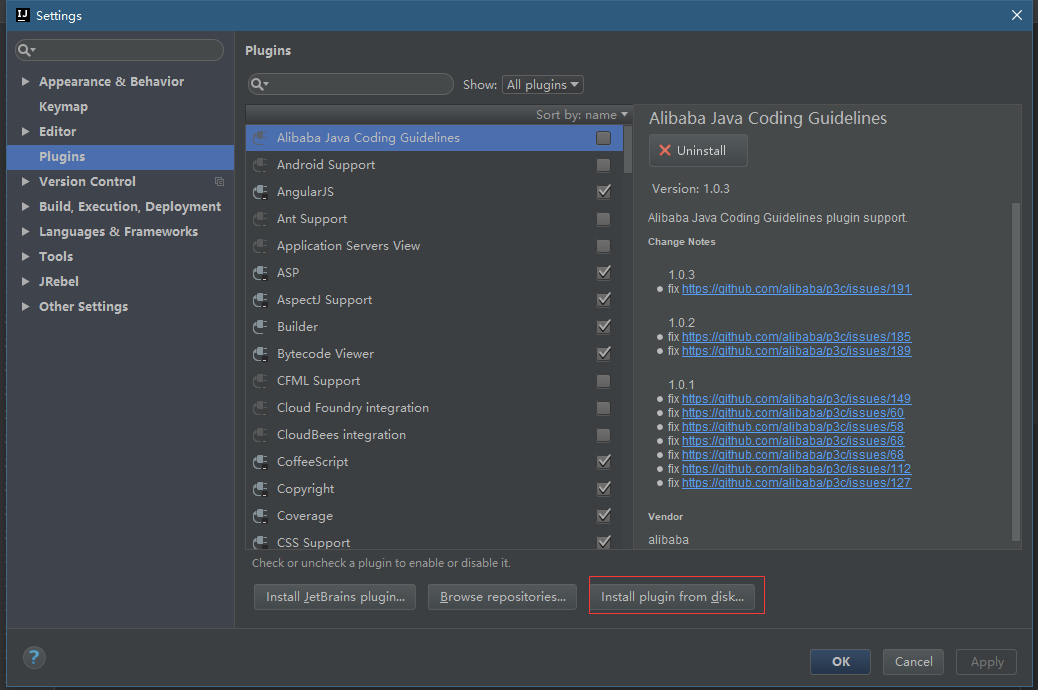 IJ Settings
Plugins
Appearance & Behavior
Keymap
Editor
Plugins
Version Control
Build, Execution, Deployment
Languages & Frameworks
Tools
JRebel
Other Settings
Show: All plugins
Sort by: name
Alibaba Java Coding Guidelines
Android Support
AngularJS
Ant Support
Application Servers View
ASP
AspectJ Support
Builder
Bytecode Viewer
CFML Support
Cloud Foundry integration
CloudBees integration
CoffeeScript
Copyright
Coverage
CSS Support
Check or uncheck a plugin to enable or disable it.
Install JetBrains plugin...
Browse repositories...
Install plugin from disk...
Alibaba Java Coding Guidelines
Uninstall
Version: 1.0.3
Alibaba Java Coding Guidelines plugin support.
Change Notes
1.0.3
fix https://github.com/alibaba/p3c/issues/191
1.0.2
fix https://github.com/alibaba/p3c/issues/185
fix https://github.com/alibaba/p3c/issues/189
1.0.1
fix https://github.com/alibaba/p3c/issues/149
fix https://github.com/alibaba/p3c/issues/60
fix https://github.com/alibaba/p3c/issues/58
fix https://github.com/alibaba/p3c/issues/68
fix https://github.com/alibaba/p3c/issues/68
fix https://github.com/alibaba/p3c/issues/112
fix https://github.com/alibaba/p3c/issues/127
Vendor
alibaba
?
OK
Cancel
Apply